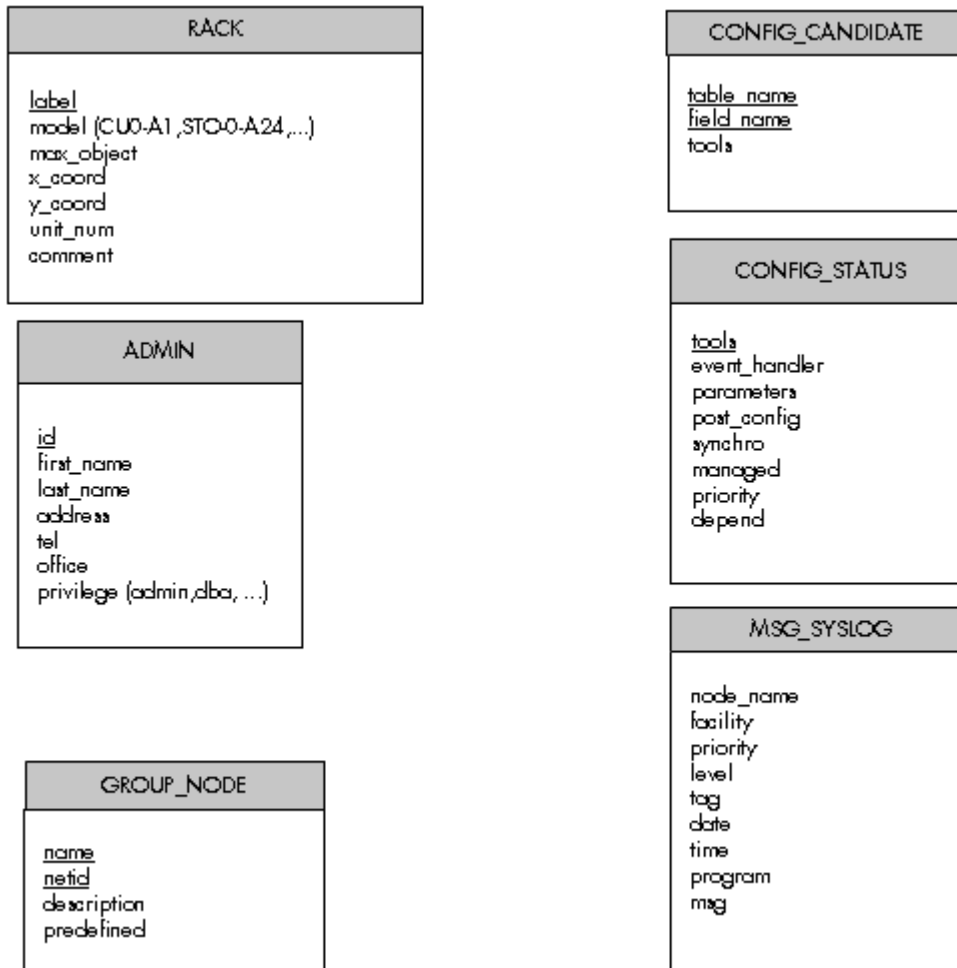 RACK
label
model (CU0-A1,STO-0-A24,...)
max_object
x_coord
y_coord
unit_num
comment
ADMIN
id
first_name
last_name
address
tel
office
privilege (admin,dba, ...)
GROUP_NODE
name
netid
description
predefined
CONFIG_CANDIDATE
table_name
field_name
tools
CONFIG_STATUS
tools
event_handler
parameters
post_config
synchro
managed
priority
depend
MSG_SYSLOG
node_name
facility
priority
level
tag
date
time
program
msg